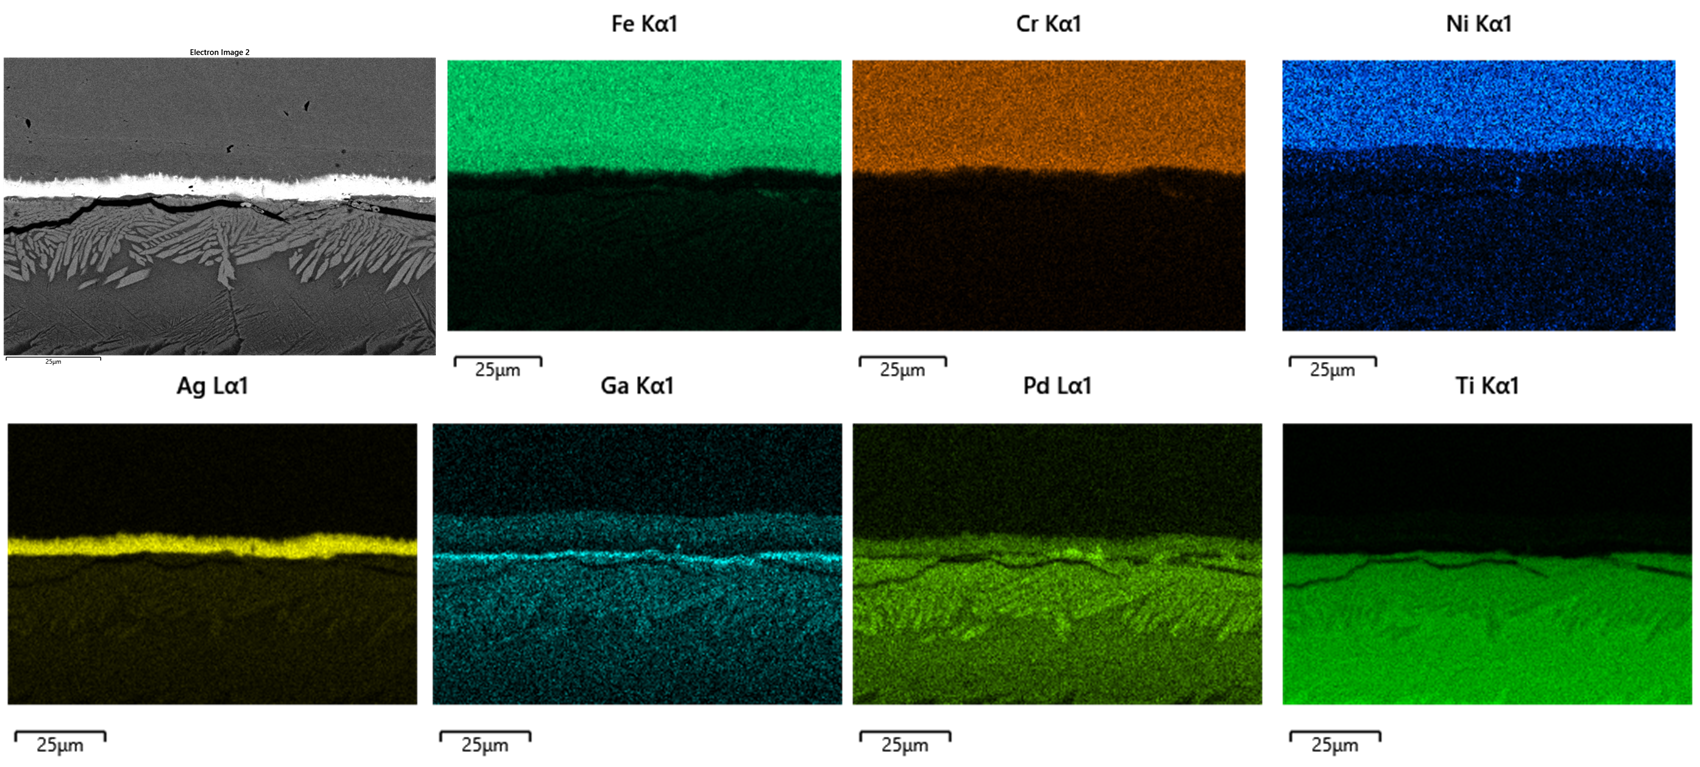 Fe Kα1
Cr Kα1
Ni Kα1
Electron Image 2
25µm
25µm
25µm
25µm
Ag Lα1
Ga Kα1
Pd Lα1
Ti Kα1
25µm
25µm
25µm
25µm